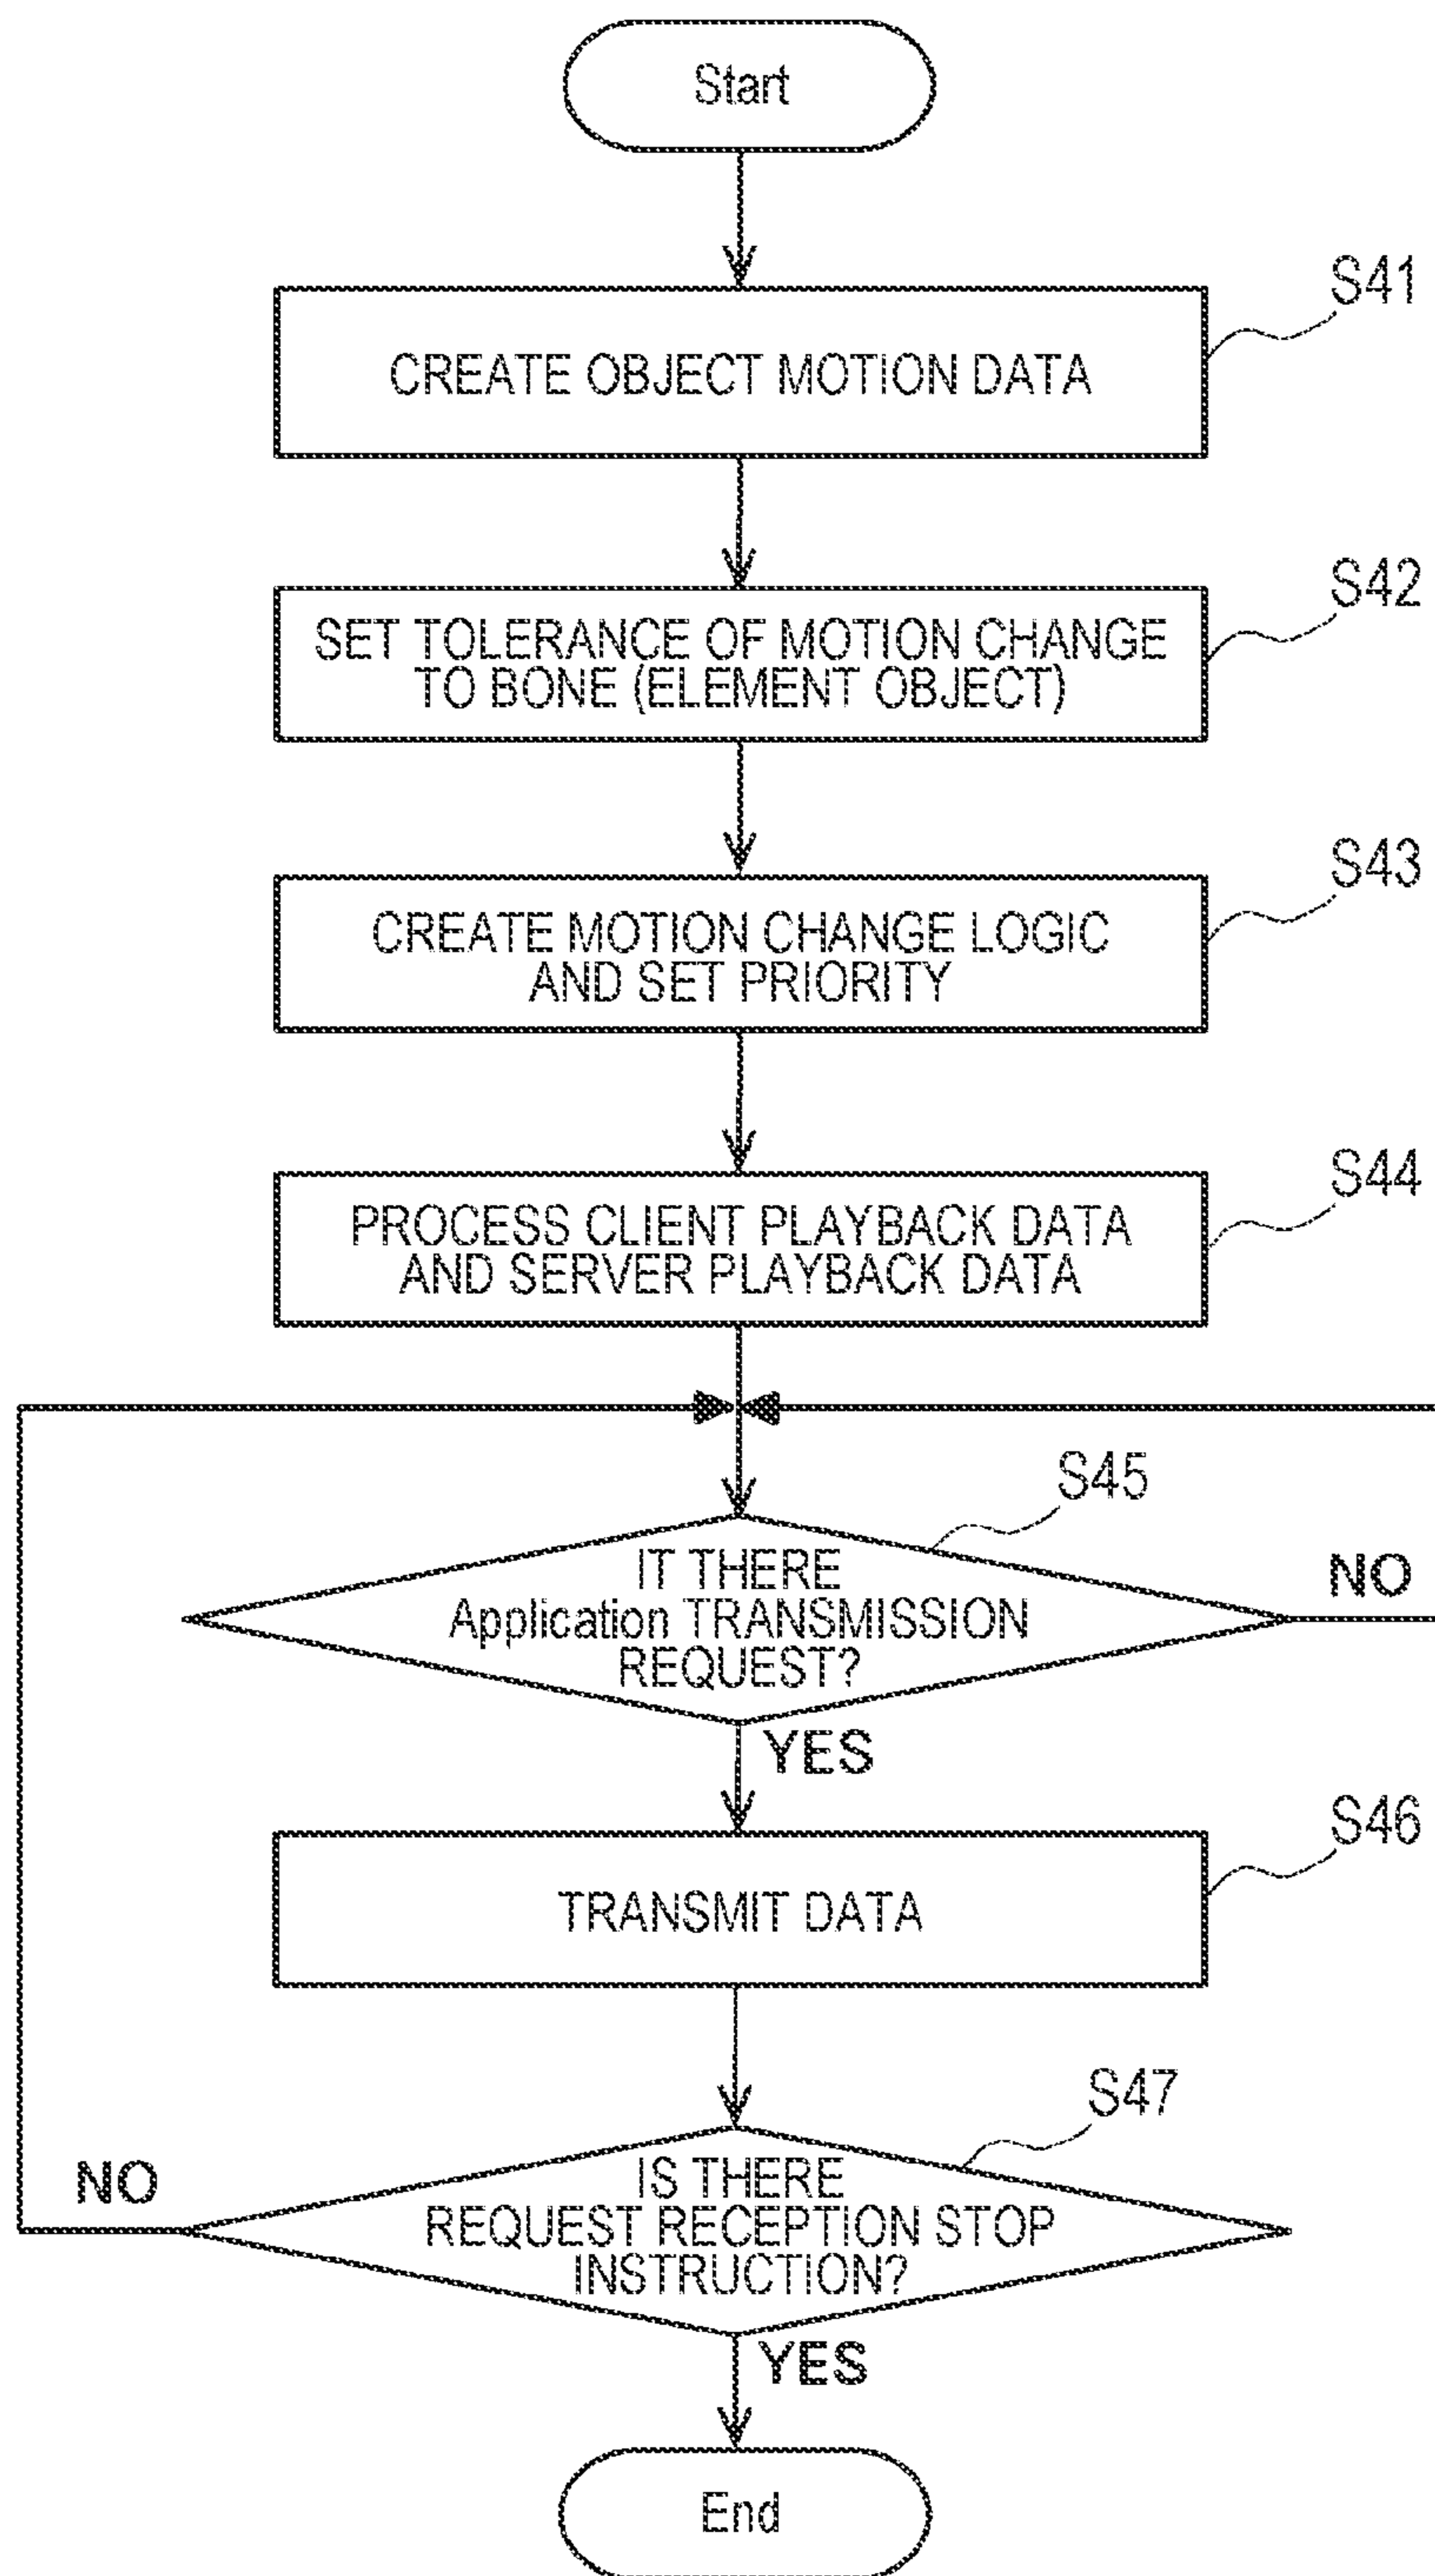 Start
S41
CREATE OBJECT MOTION DATA
S42
SET TOLERANCE OF MOTION CHANGE
TO BONE (ELEMENT OBJECT)
S43
CREATE MOTION CHANGE LOGIC
AND SET PRIORITY
S44
PROCESS CLIENT PLAYBACK DATA
AND SERVER PLAYBACK DATA
S45
IT THERE
Application TRANSMISSION
REQUEST?
NO
YES
S46
TRANSMIT DATA
S47
IS THERE
REQUEST RECEPTION STOP
INSTRUCTION?
NO
YES
End